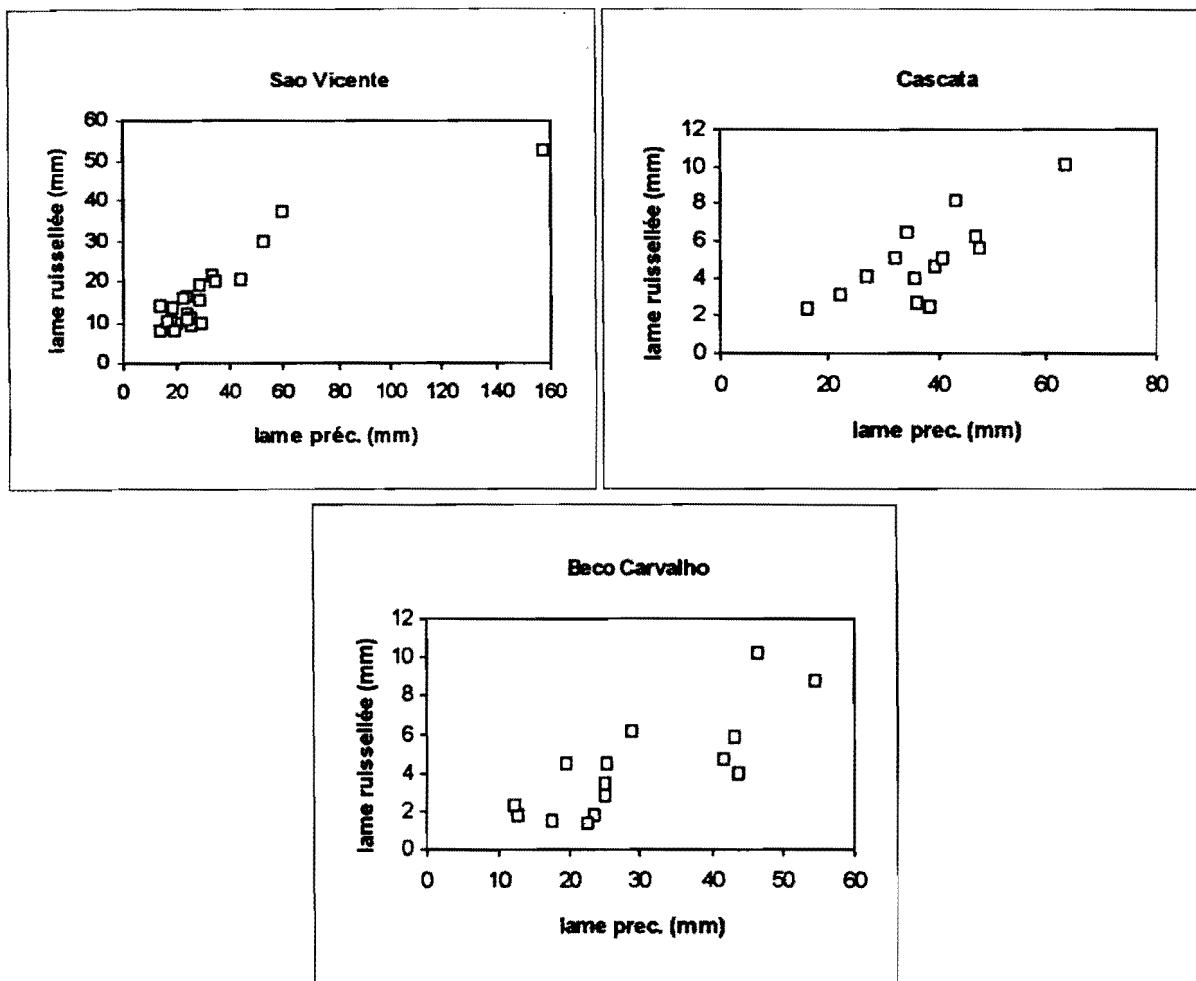 Sao Vicente
60
50
40
30
20
10
0
lame ruisselée (mm)
0 20 40 60 80 100 120 140 160
lame préc. (mm)
Cascata
12
10
8
6
4
2
0
lame ruisselée (mm)
0 20 40 60 80
lame prec. (mm)
Beco Carvalho
12
10
8
6
4
2
0
lame ruisselée (mm)
0 10 20 30 40 50 60
lame prec. (mm)